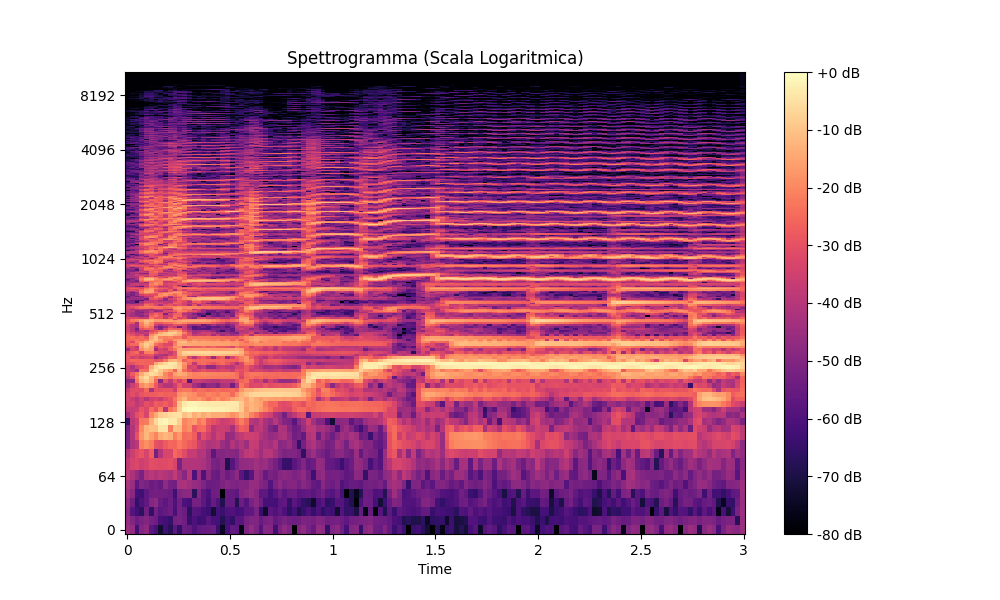 Spettrogramma (Scala Logaritmica)
Hz
8192
4096
2048
1024
512
256
128
64
0
0 0.5 1 1.5 2 2.5 3
Time
+0 dB
-10 dB
-20 dB
-30 dB
-40 dB
-50 dB
-60 dB
-70 dB
-80 dB